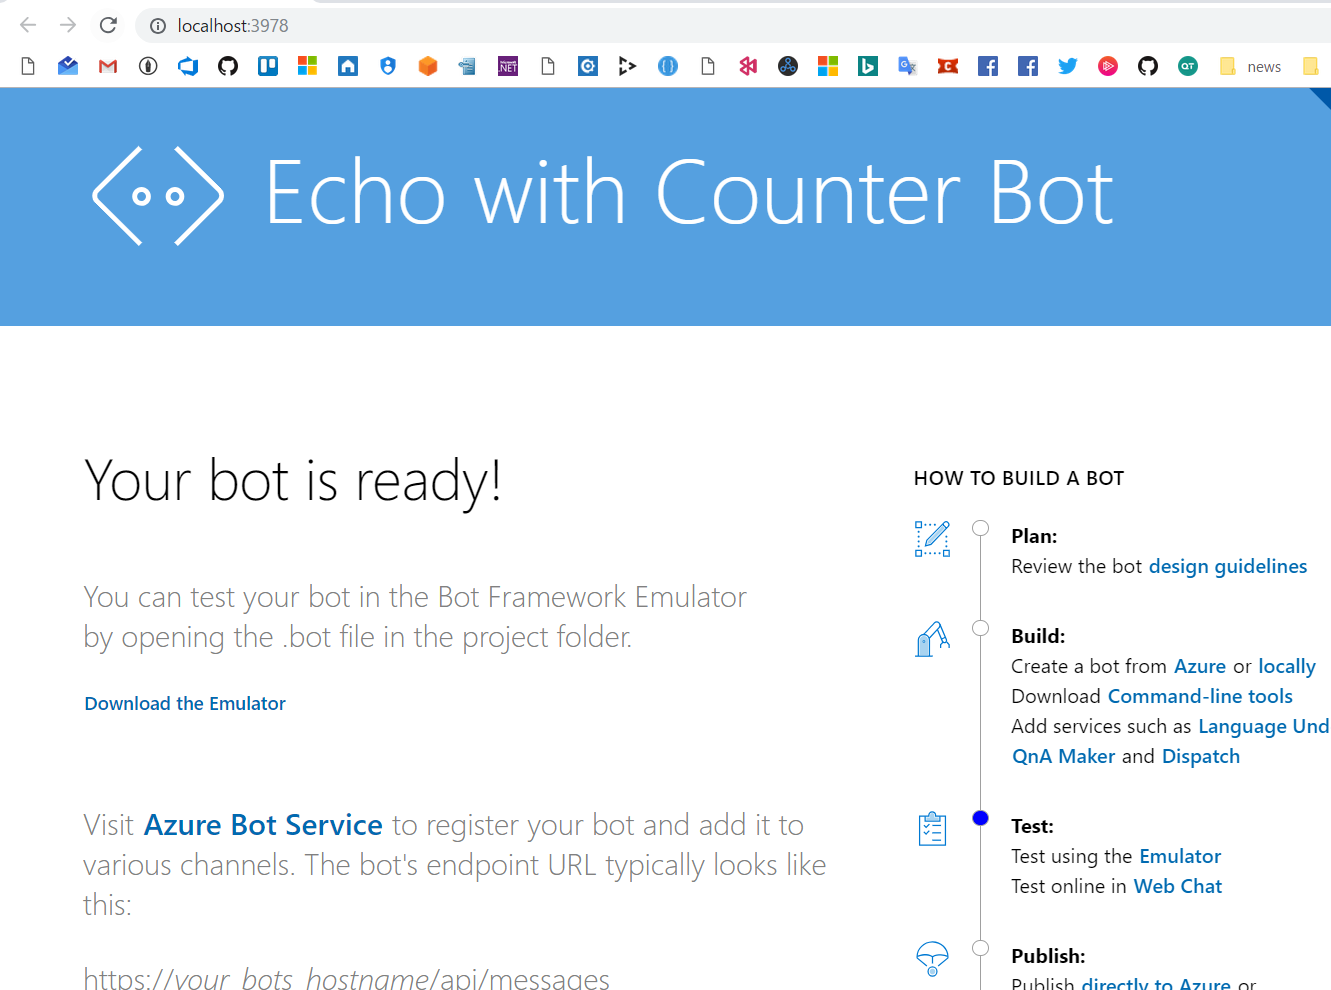 localhost:3978
news
Echo with Counter Bot
Your bot is ready!
You can test your bot in the Bot Framework Emulator
by opening the .bot file in the project folder.
Download the Emulator
Visit Azure Bot Service to register your bot and add it to
various channels. The bot's endpoint URL typically looks like
this:
https://your_bots_hostname/api/messages
HOW TO BUILD A BOT
Plan:
Review the bot design guidelines
Build:
Create a bot from Azure or locally
Download Command-line tools
Add services such as Language Und
QnA Maker and Dispatch
Test:
Test using the Emulator
Test online in Web Chat
Publish:
Publish directly to Azure or